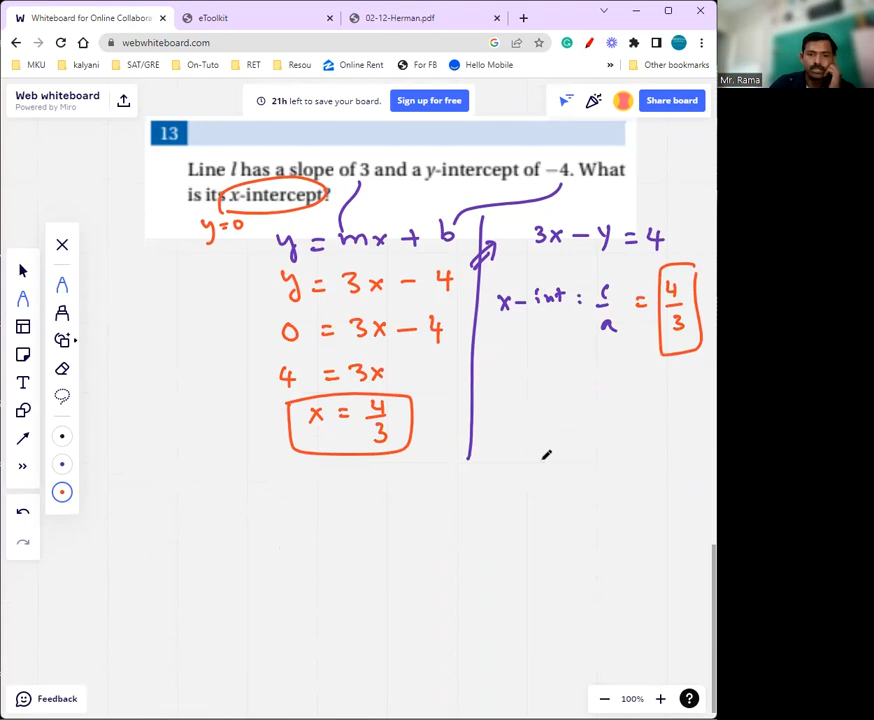 Whiteboard for Online Collabora
eToolkit
02-12-Herman.pdf
webwhiteboard.com
MKU
kalyani
SAT/GRE
On-Tuto
RET
Resou
Online Rent
For FB
Hello Mobile
»
Other bookmarks
Mr. Rama
Web whiteboard
Powered by Miro
21h left to save your board.
Sign up for free
Share board
13
Line l has a slope of 3 and a y-intercept of −4. What
is its x-intercept?
y=0
y = mx + b
y = 3x − 4
0 = 3x − 4
4 = 3x
x = 4/3
3x − y = 4
x-int : c/a = 4/3
Feedback
100%